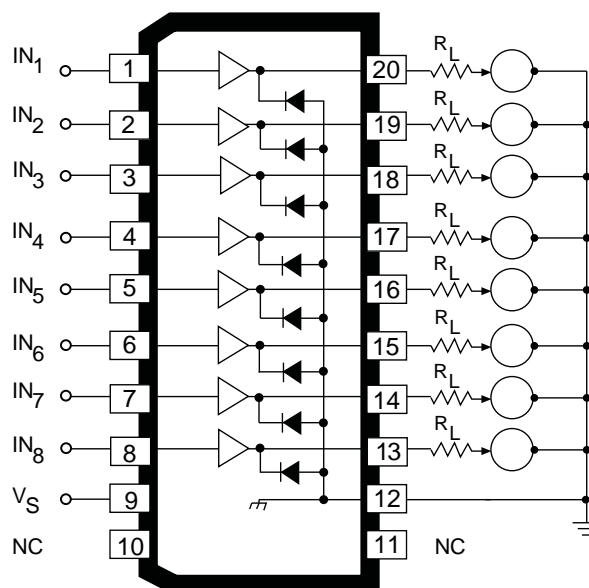 IN1 1 20 RL
IN2 2 19 RL
IN3 3 18 RL
IN4 4 17 RL
IN5 5 16 RL
IN6 6 15 RL
IN7 7 14 RL
IN8 8 13 RL
VS 9 12
NC 10 11 NC